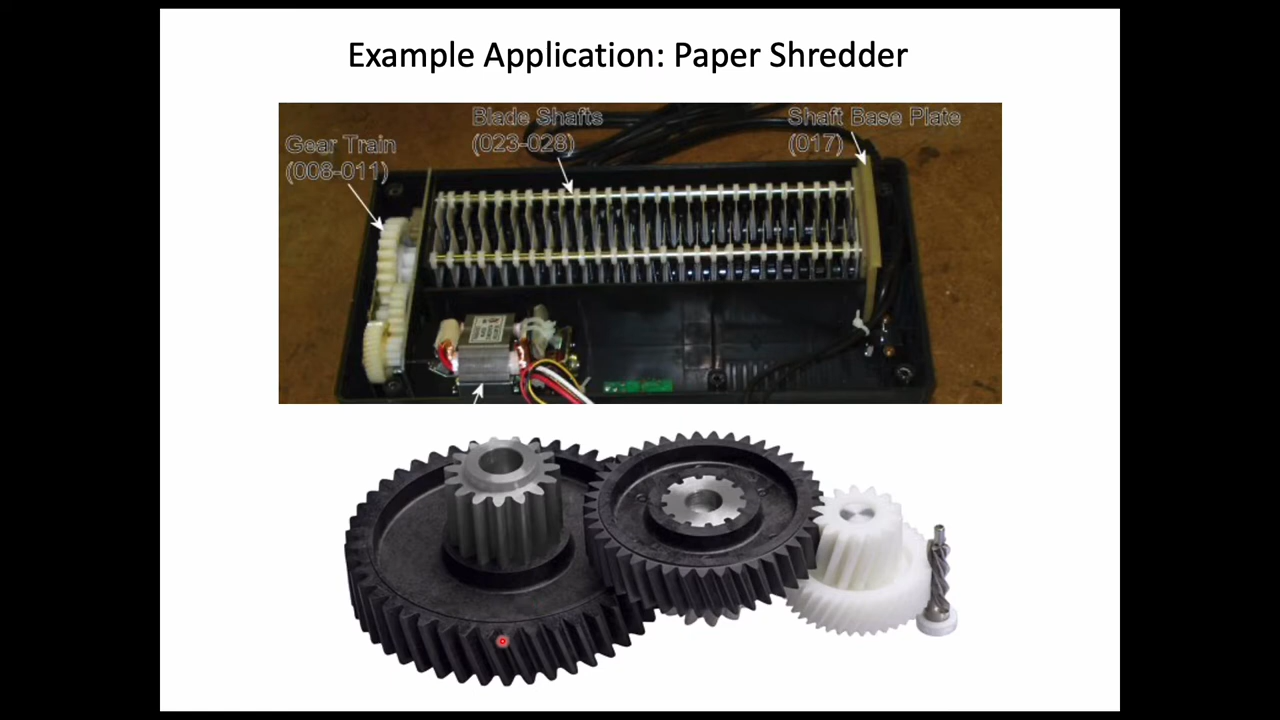 Example Application: Paper Shredder
Gear Train
(008-011)
Blade Shafts
(023-028)
Shaft Base Plate
(017)